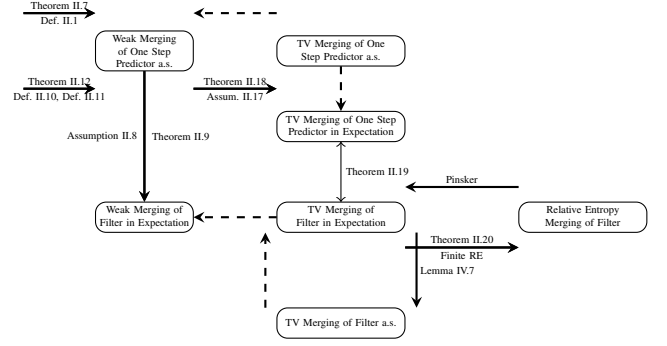 Theorem II.7
Def. II.1
Weak Merging
of One Step
Predictor a.s.
TV Merging of One
Step Predictor a.s.
Theorem II.12
Def. II.10, Def. II.11
Theorem II.18
Assum. II.17
TV Merging of One Step
Predictor in Expectation
Assumption II.8
Theorem II.9
Theorem II.19
Pinsker
Weak Merging of
Filter in Expectation
TV Merging of
Filter in Expectation
Relative Entropy
Merging of Filter
Theorem II.20
Finite RE
Lemma IV.7
TV Merging of Filter a.s.